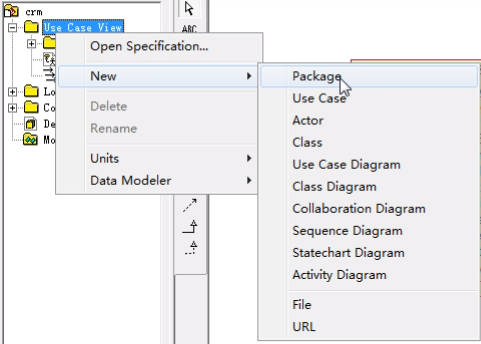 crm
Use Case View
ABC
Open Specification...
New
Delete
Rename
Units
Data Modeler
Lo
Co
De
Mo
Package
Use Case
Actor
Class
Use Case Diagram
Class Diagram
Collaboration Diagram
Sequence Diagram
Statechart Diagram
Activity Diagram
File
URL